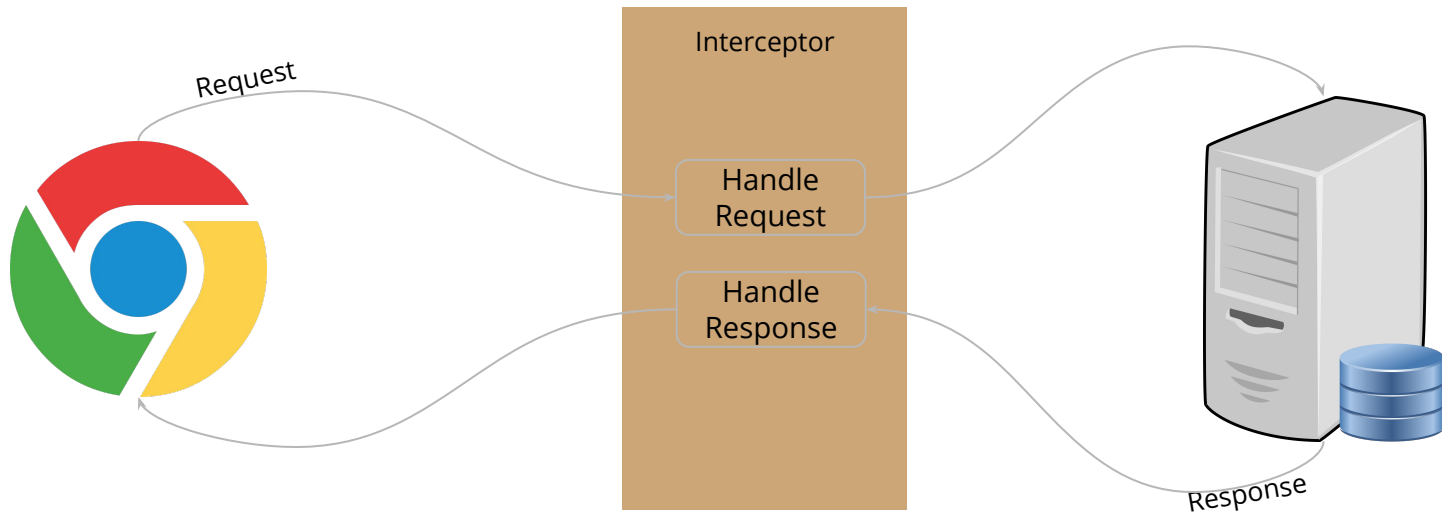 Interceptor
Request
Handle
Request
Handle
Response
Response